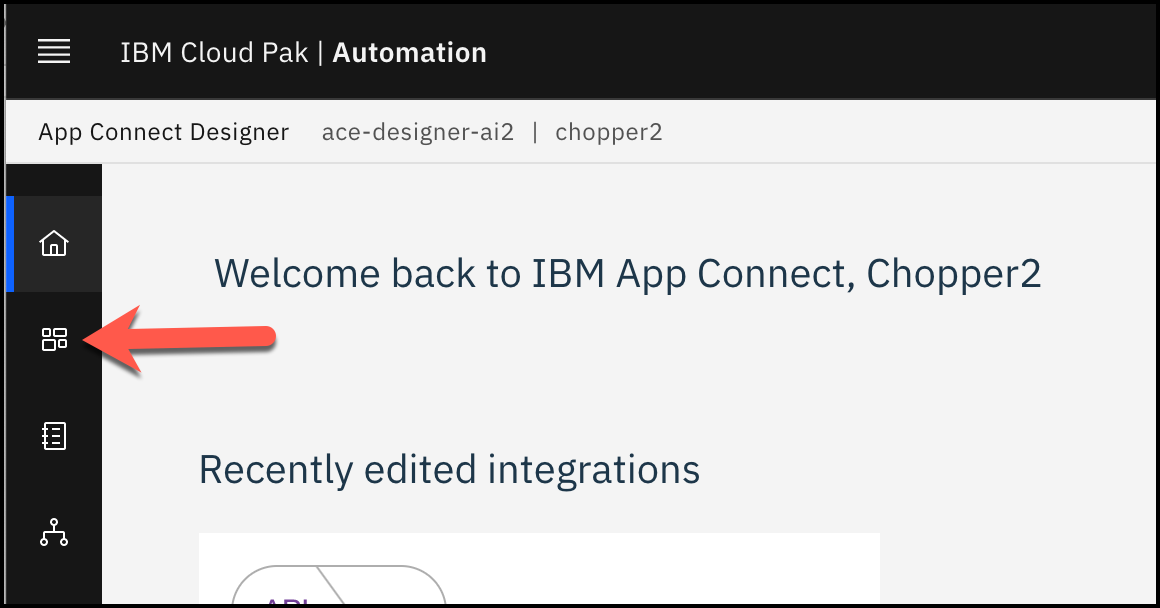 IBM Cloud Pak | Automation
App Connect Designer ace-designer-ai2 | chopper2
Welcome back to IBM App Connect, Chopper2
Recently edited integrations
API